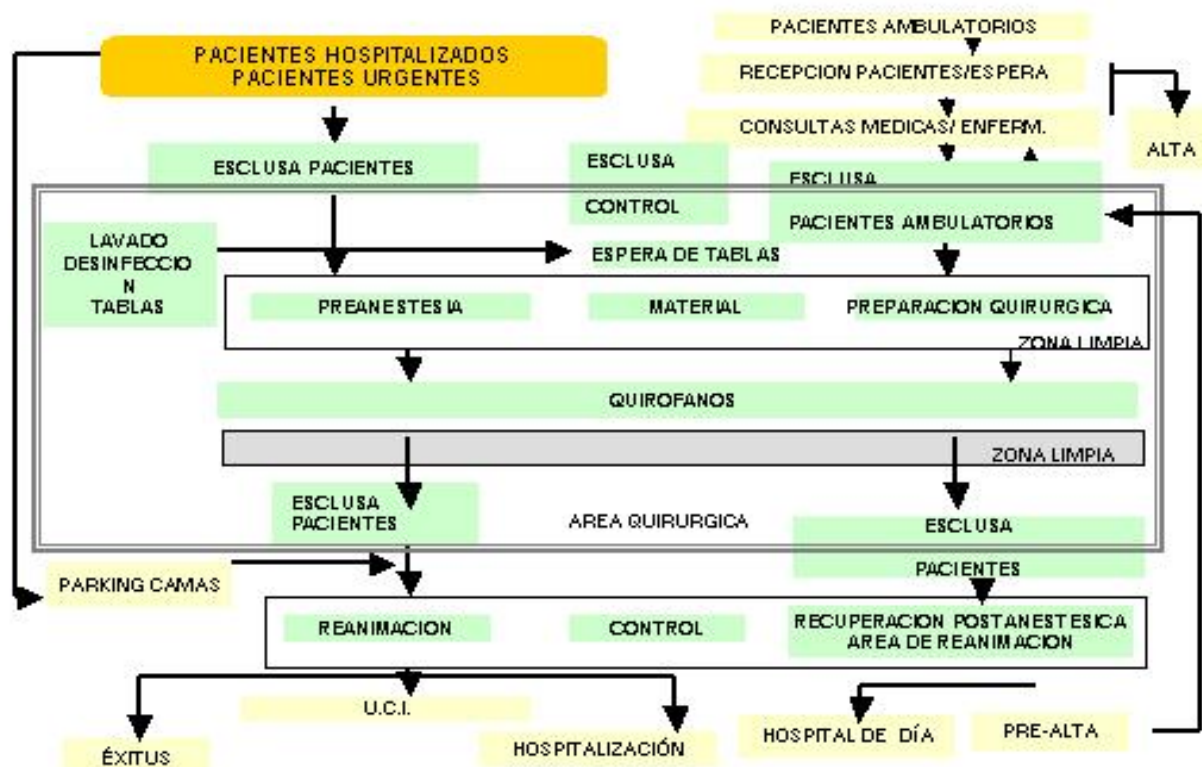 PACIENTES AMBULATORIOS
PACIENTES HOSPITALIZADOS
PACIENTES URGENTES
RECEPCION PACIENTES/ESPERA
CONSULTAS MEDICAS/ ENFERM.
ALTA
ESCLUSA PACIENTES
ESCLUSA
CONTROL
ESCLUSA
PACIENTES AMBULATORIOS
LAVADO
DESINFECCIO
N
TABLAS
ESPERA DE TABLAS
PREANESTESIA
MATERIAL
PREPARACION QUIRURGICA
ZONA LIMPIA
QUIROFANOS
ZONA LIMPIA
ESCLUSA
PACIENTES
AREA QUIRURGICA
ESCLUSA
PACIENTES
PARKING CAMAS
REANIMACION
CONTROL
RECUPERACION POSTANESTESICA
AREA DE REANIMACION
U.C.I.
ÉXITUS
HOSPITALIZACIÓN
HOSPITAL DE DÍA
PRE-ALTA